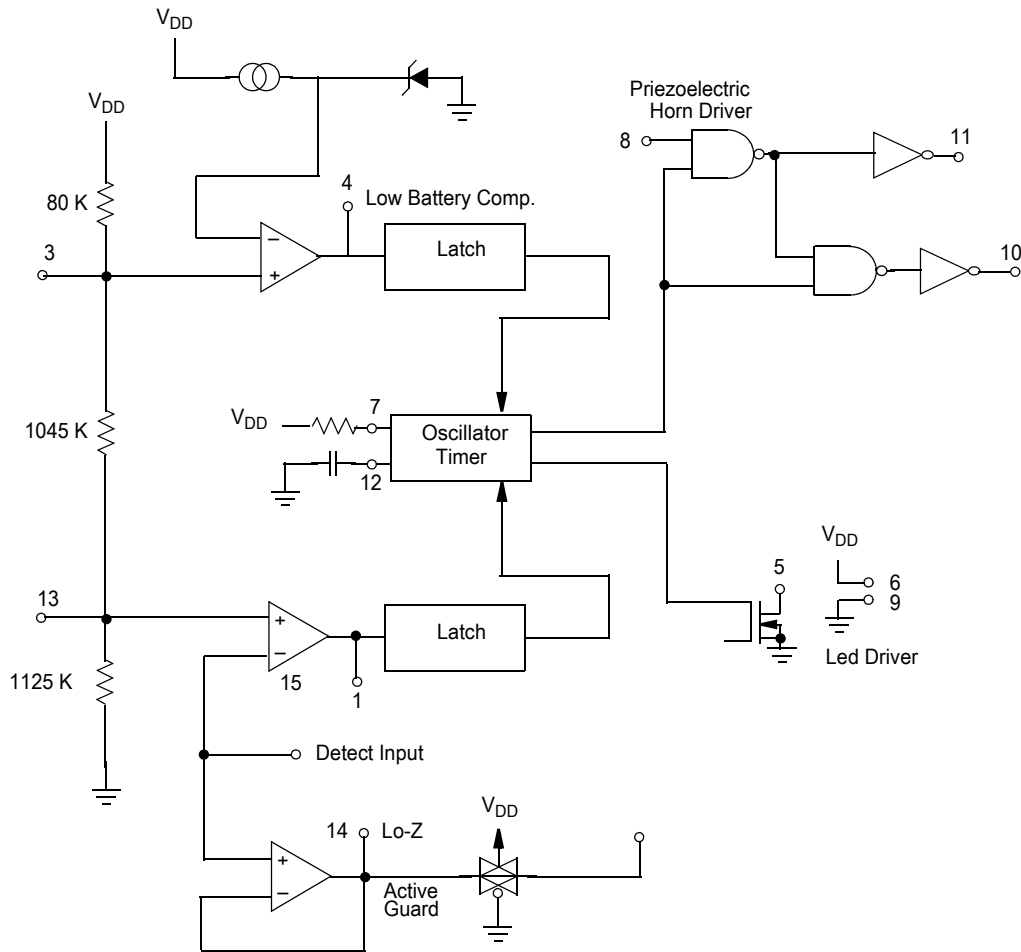 VDD
VDD
80 K
3
4
Low Battery Comp.
−
+
Latch
Priezoelectric
Horn Driver
8
11
10
1045 K
VDD
7
12
Oscillator
Timer
13
+
−
15
1
Latch
1125 K
5
VDD
6
9
Led Driver
Detect Input
+
−
14
Lo-Z
Active
Guard
VDD